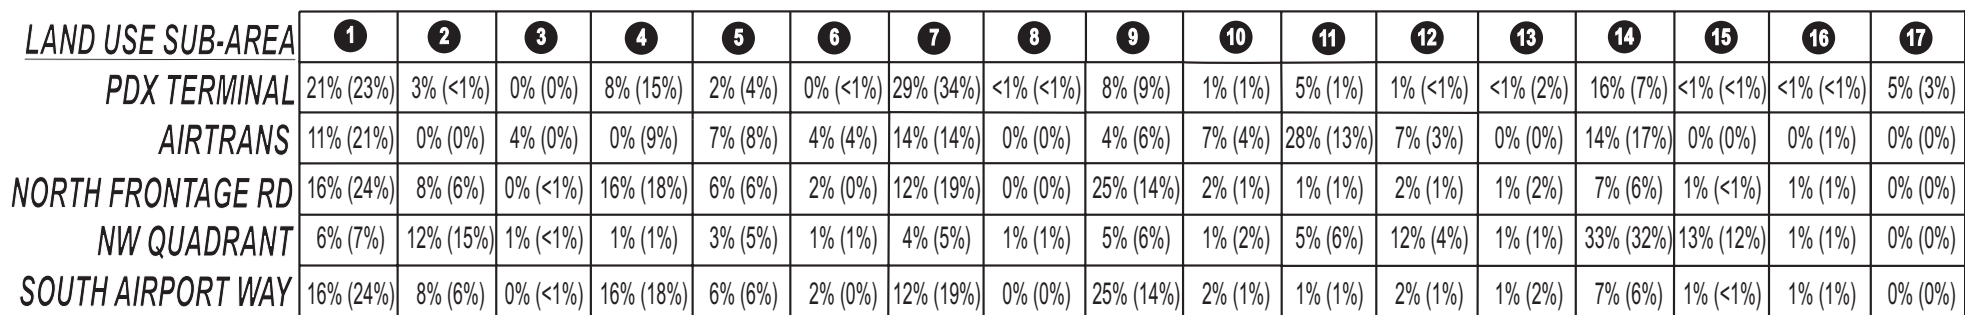 LAND USE SUB-AREA 1 2 3 4 5 6 7 8 9 10 11 12 13 14 15 16 17
PDX TERMINAL 21% (23%) 3% (<1%) 0% (0%) 8% (15%) 2% (4%) 0% (<1%) 29% (34%) <1% (<1%) 8% (9%) 1% (1%) 5% (1%) 1% (<1%) <1% (2%) 16% (7%) <1% (<1%) <1% (<1%) 5% (3%)
AIRTRANS 11% (21%) 0% (0%) 4% (0%) 0% (9%) 7% (8%) 4% (4%) 14% (14%) 0% (0%) 4% (6%) 7% (4%) 28% (13%) 7% (3%) 0% (0%) 14% (17%) 0% (0%) 0% (1%) 0% (0%)
NORTH FRONTAGE RD 16% (24%) 8% (6%) 0% (<1%) 16% (18%) 6% (6%) 2% (0%) 12% (19%) 0% (0%) 25% (14%) 2% (1%) 1% (1%) 2% (1%) 1% (2%) 7% (6%) 1% (<1%) 1% (1%) 0% (0%)
NW QUADRANT 6% (7%) 12% (15%) 1% (<1%) 1% (1%) 3% (5%) 1% (1%) 4% (5%) 1% (1%) 5% (6%) 1% (2%) 5% (6%) 12% (4%) 1% (1%) 33% (32%) 13% (12%) 1% (1%) 0% (0%)
SOUTH AIRPORT WAY 16% (24%) 8% (6%) 0% (<1%) 16% (18%) 6% (6%) 2% (0%) 12% (19%) 0% (0%) 25% (14%) 2% (1%) 1% (1%) 2% (1%) 1% (2%) 7% (6%) 1% (<1%) 1% (1%) 0% (0%)